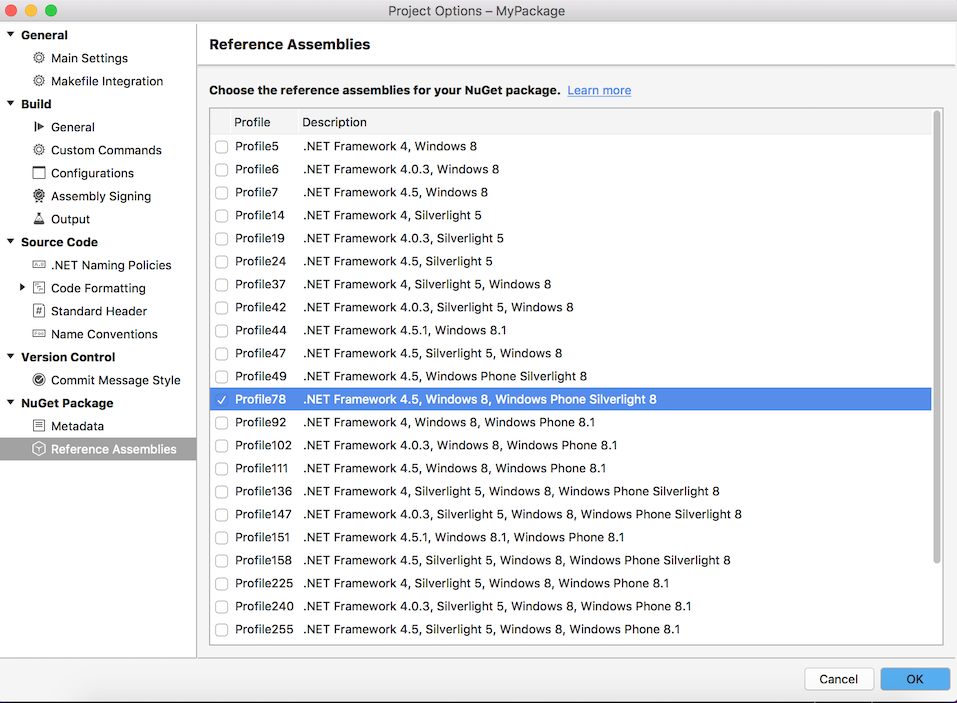 Project Options – MyPackage
General
Main Settings
Makefile Integration
Build
General
Custom Commands
Configurations
Assembly Signing
Output
Source Code
.NET Naming Policies
Code Formatting
Standard Header
Name Conventions
Version Control
Commit Message Style
NuGet Package
Metadata
Reference Assemblies
Reference Assemblies
Choose the reference assemblies for your NuGet package. Learn more
Profile Description
Profile5 .NET Framework 4, Windows 8
Profile6 .NET Framework 4.0.3, Windows 8
Profile7 .NET Framework 4.5, Windows 8
Profile14 .NET Framework 4, Silverlight 5
Profile19 .NET Framework 4.0.3, Silverlight 5
Profile24 .NET Framework 4.5, Silverlight 5
Profile37 .NET Framework 4, Silverlight 5, Windows 8
Profile42 .NET Framework 4.0.3, Silverlight 5, Windows 8
Profile44 .NET Framework 4.5.1, Windows 8.1
Profile47 .NET Framework 4.5, Silverlight 5, Windows 8
Profile49 .NET Framework 4.5, Windows Phone Silverlight 8
Profile78 .NET Framework 4.5, Windows 8, Windows Phone Silverlight 8
Profile92 .NET Framework 4, Windows 8, Windows Phone 8.1
Profile102 .NET Framework 4.0.3, Windows 8, Windows Phone 8.1
Profile111 .NET Framework 4.5, Windows 8, Windows Phone 8.1
Profile136 .NET Framework 4, Silverlight 5, Windows 8, Windows Phone Silverlight 8
Profile147 .NET Framework 4.0.3, Silverlight 5, Windows 8, Windows Phone Silverlight 8
Profile151 .NET Framework 4.5.1, Windows 8.1, Windows Phone 8.1
Profile158 .NET Framework 4.5, Silverlight 5, Windows 8, Windows Phone Silverlight 8
Profile225 .NET Framework 4, Silverlight 5, Windows 8, Windows Phone 8.1
Profile240 .NET Framework 4.0.3, Silverlight 5, Windows 8, Windows Phone 8.1
Profile255 .NET Framework 4.5, Silverlight 5, Windows 8, Windows Phone 8.1
Cancel OK